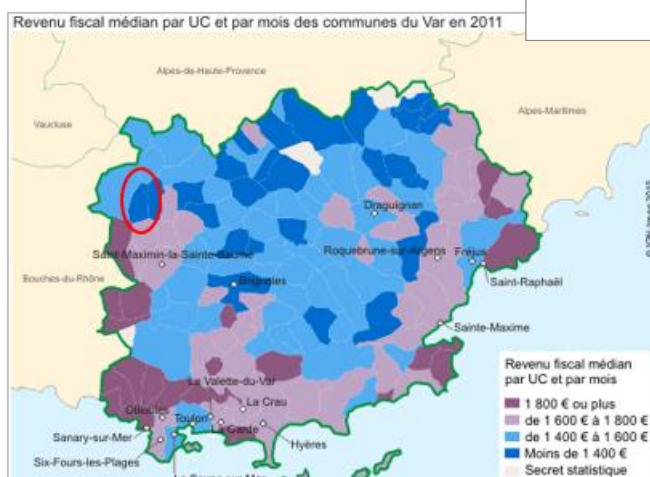 Revenu fiscal médian par UC et par mois des communes du Var en 2011
Alpes-de-Haute-Provence
Vaucluse
Alpes-Maritimes
Draguignan
Saint-Maximin-la-Sainte-Baume
Roquebrune-sur-Argens
Fréjus
Bouches-du-Rhône
Brignoles
Saint-Raphaël
Sainte-Maxime
La Valette-du-Var
Ollioules
La Crau
Toulon
La Garde
Sanary-sur-Mer
Hyères
Six-Fours-les-Plages
Revenu fiscal médian
par UC et par mois
1 800 € ou plus
de 1 600 € à 1 800 €
de 1 400 € à 1 600 €
Moins de 1 400 €
Secret statistique